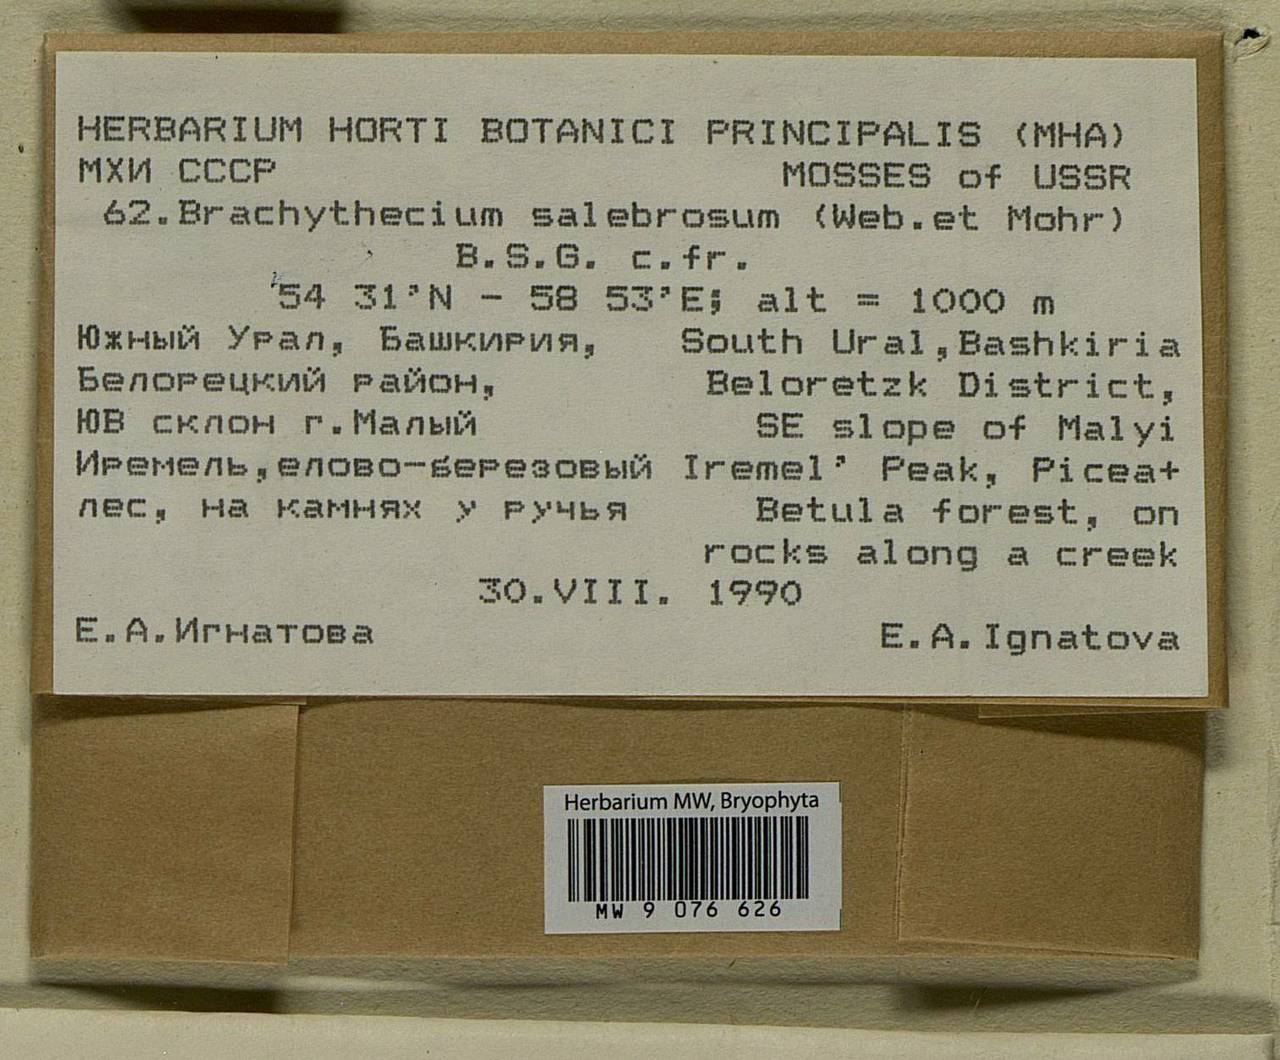 HERBARIUM HORTI BOTANICI PRINCIPALIS (MHA)
МХИ СССР MOSSES of USSR
62.Brachythecium salebrosum (Web.et Mohr)
B.S.G. c.fr.
54 31'N - 58 53'E; alt = 1000 m
Южный Урал, Башкирия, South Ural,Bashkiria
Белорецкий район, Beloretzk District,
ЮВ склон г.Малый SE slope of Malyi
Иремель,елово-березовый Iremel' Peak, Picea+
лес, на камнях у ручья Betula forest, on
rocks along a creek
30.VIII. 1990
Е.А.Игнатова E.A.Ignatova
Herbarium MW, Bryophyta
MW 9 076 626